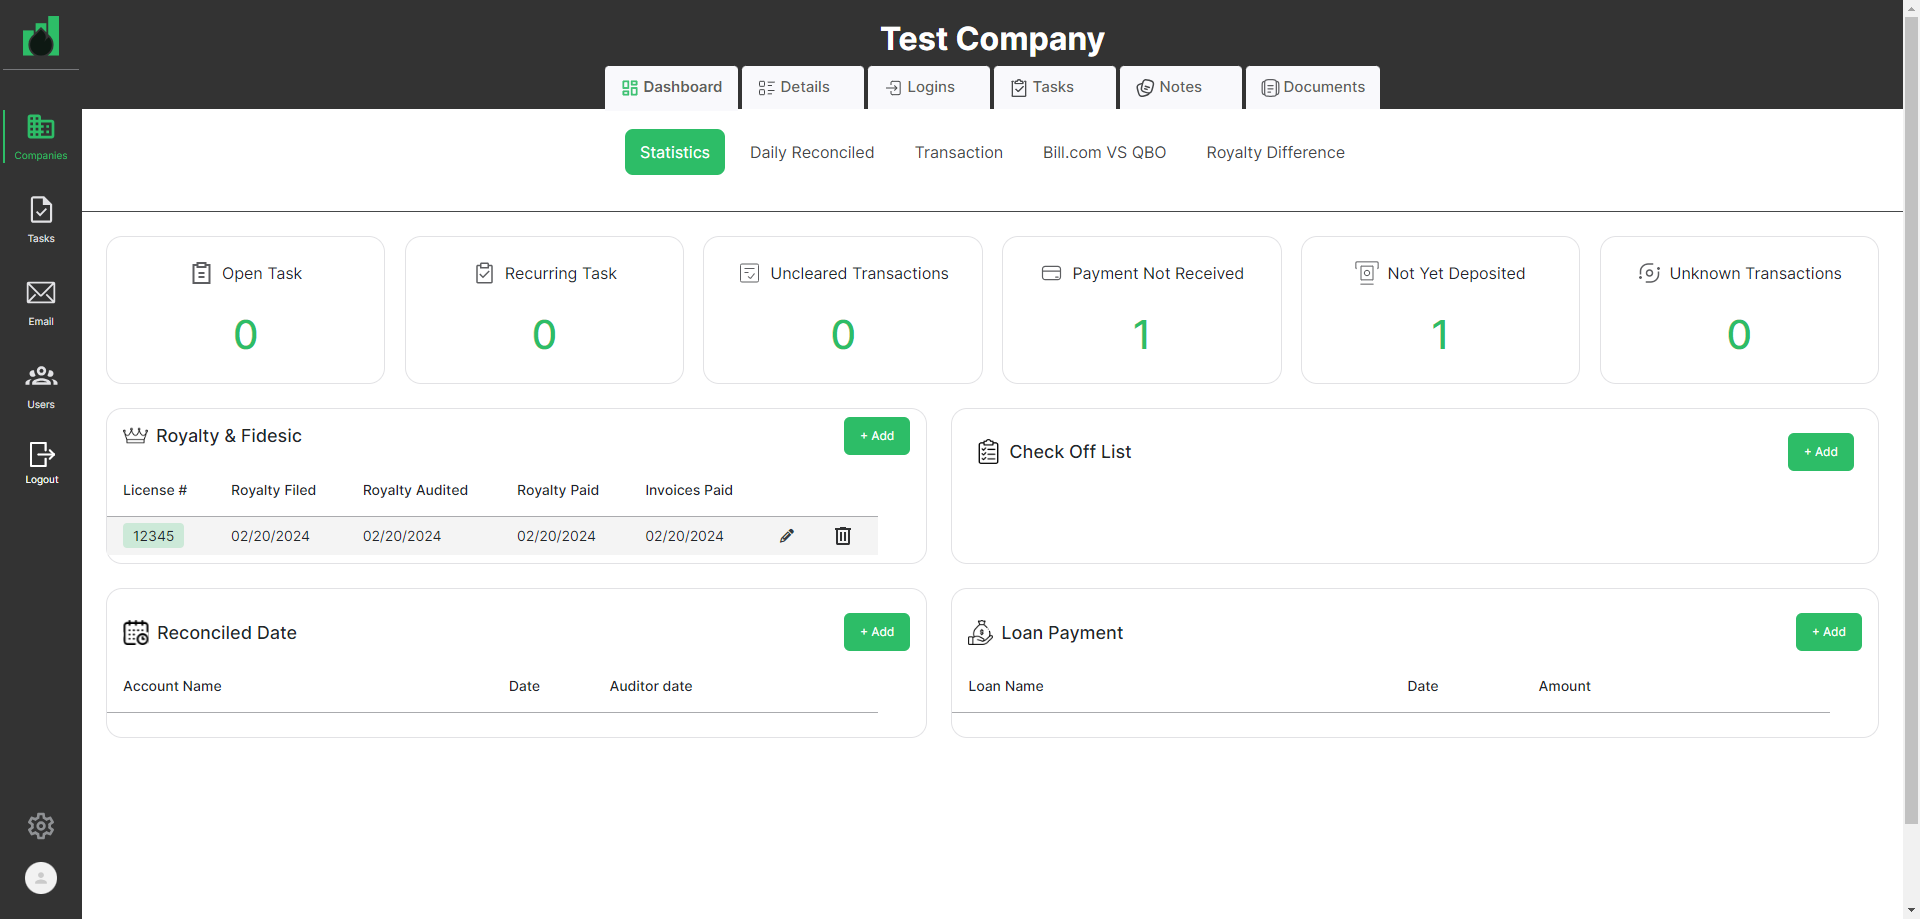 Test Company
Dashboard Details Logins Tasks Notes Documents
Companies
Tasks
Email
Users
Logout
Statistics Daily Reconciled Transaction Bill.com VS QBO Royalty Difference
Open Task
0
Recurring Task
0
Uncleared Transactions
0
Payment Not Received
1
Not Yet Deposited
1
Unknown Transactions
0
Royalty & Fidesic
+ Add
License # Royalty Filed Royalty Audited Royalty Paid Invoices Paid
12345 02/20/2024 02/20/2024 02/20/2024 02/20/2024
Check Off List
+ Add
Reconciled Date
+ Add
Account Name Date Auditor date
Loan Payment
+ Add
Loan Name Date Amount